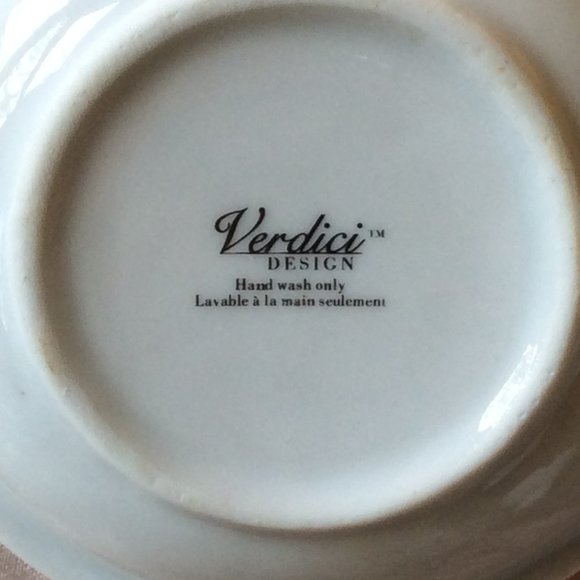 Verdici™
DESIGN
Hand wash only
Lavable à la main seulement